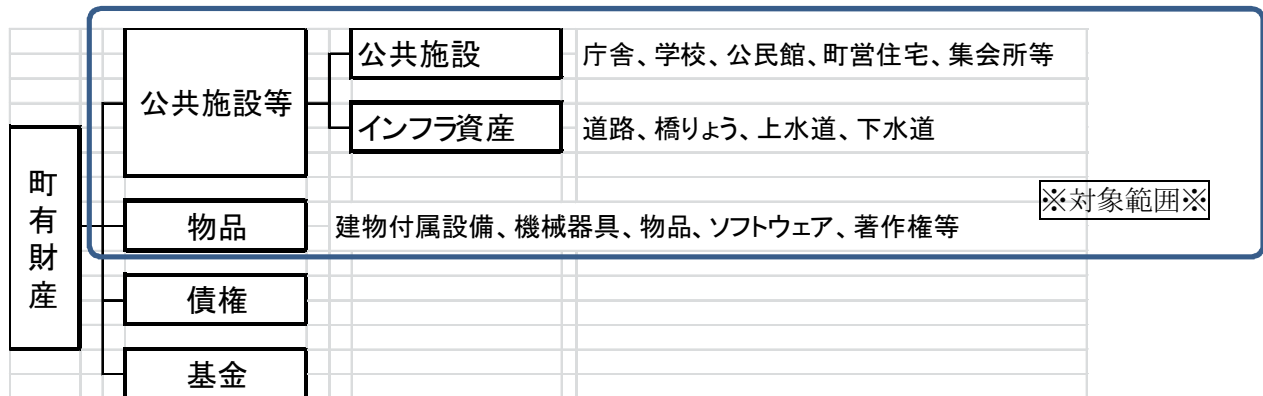 公共施設
庁舎、学校、公民館、町営住宅、集会所等
公共施設等
インフラ資産
道路、橋りょう、上水道、下水道
町有財産
※対象範囲※
物品
建物付属設備、機械器具、物品、ソフトウェア、著作権等
債権
基金